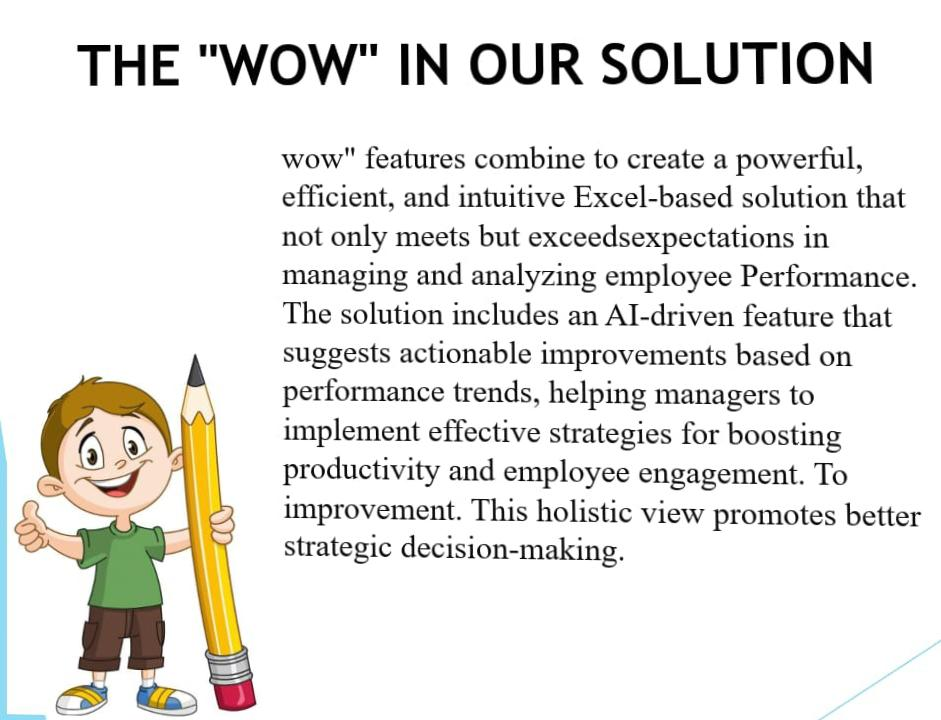 THE "WOW" IN OUR SOLUTION
wow" features combine to create a powerful,
efficient, and intuitive Excel-based solution that
not only meets but exceedsexpectations in
managing and analyzing employee Performance.
The solution includes an AI-driven feature that
suggests actionable improvements based on
performance trends, helping managers to
implement effective strategies for boosting
productivity and employee engagement. To
improvement. This holistic view promotes better
strategic decision-making.